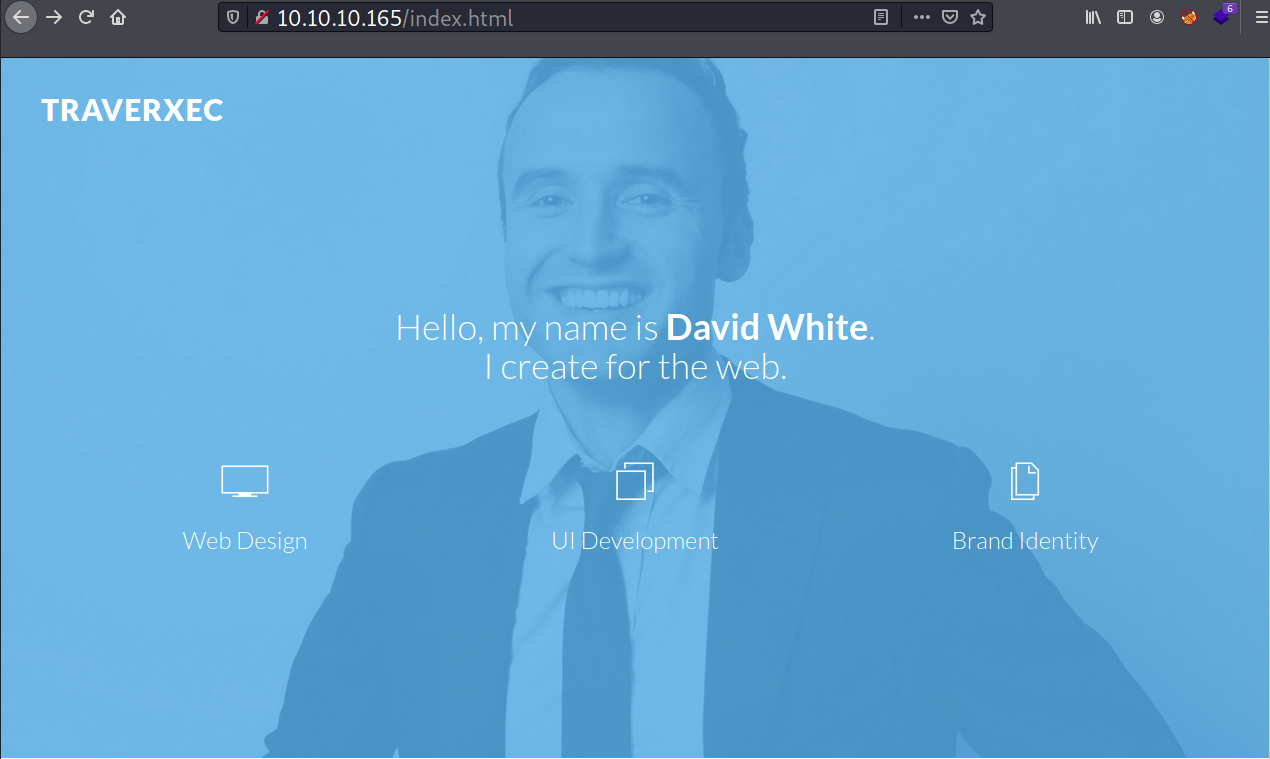 10.10.10.165/index.html
6
TRAVERXEC
Hello, my name is David White.
I create for the web.
Web Design
UI Development
Brand Identity